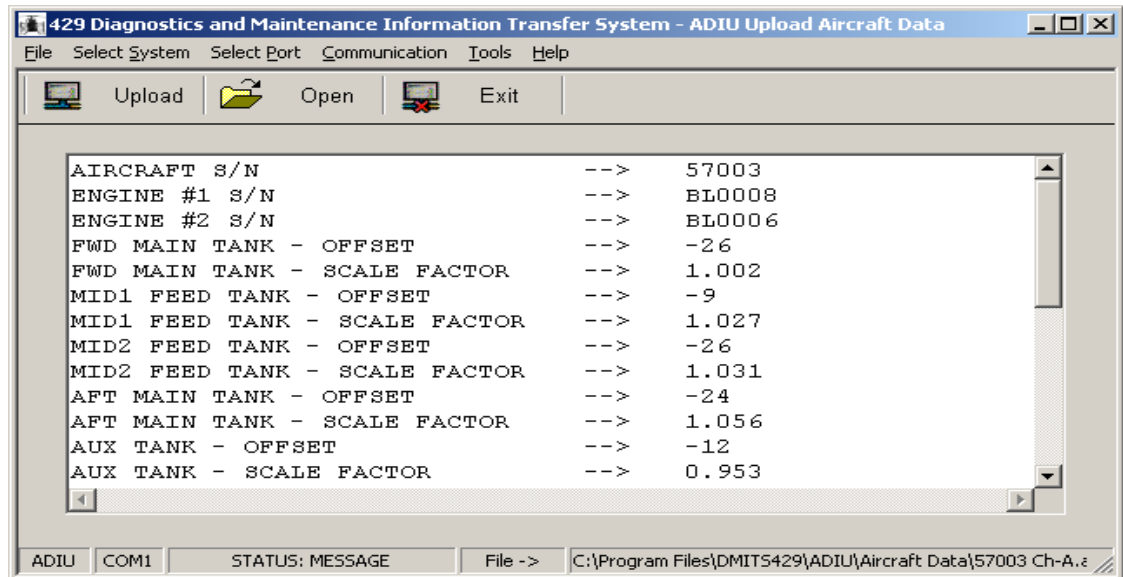 429 Diagnostics and Maintenance Information Transfer System - ADIU Upload Aircraft Data
File Select System Select Port Communication Tools Help
Upload Open Exit
AIRCRAFT S/N --> 57003
ENGINE #1 S/N --> BL0008
ENGINE #2 S/N --> BL0006
FWD MAIN TANK - OFFSET --> -26
FWD MAIN TANK - SCALE FACTOR --> 1.002
MID1 FEED TANK - OFFSET --> -9
MID1 FEED TANK - SCALE FACTOR --> 1.027
MID2 FEED TANK - OFFSET --> -26
MID2 FEED TANK - SCALE FACTOR --> 1.031
AFT MAIN TANK - OFFSET --> -24
AFT MAIN TANK - SCALE FACTOR --> 1.056
AUX TANK - OFFSET --> -12
AUX TANK - SCALE FACTOR --> 0.953
ADIU COM1 STATUS: MESSAGE File -> C:\Program Files\DMITS429\ADIU\Aircraft Data\57003 Ch-A.a